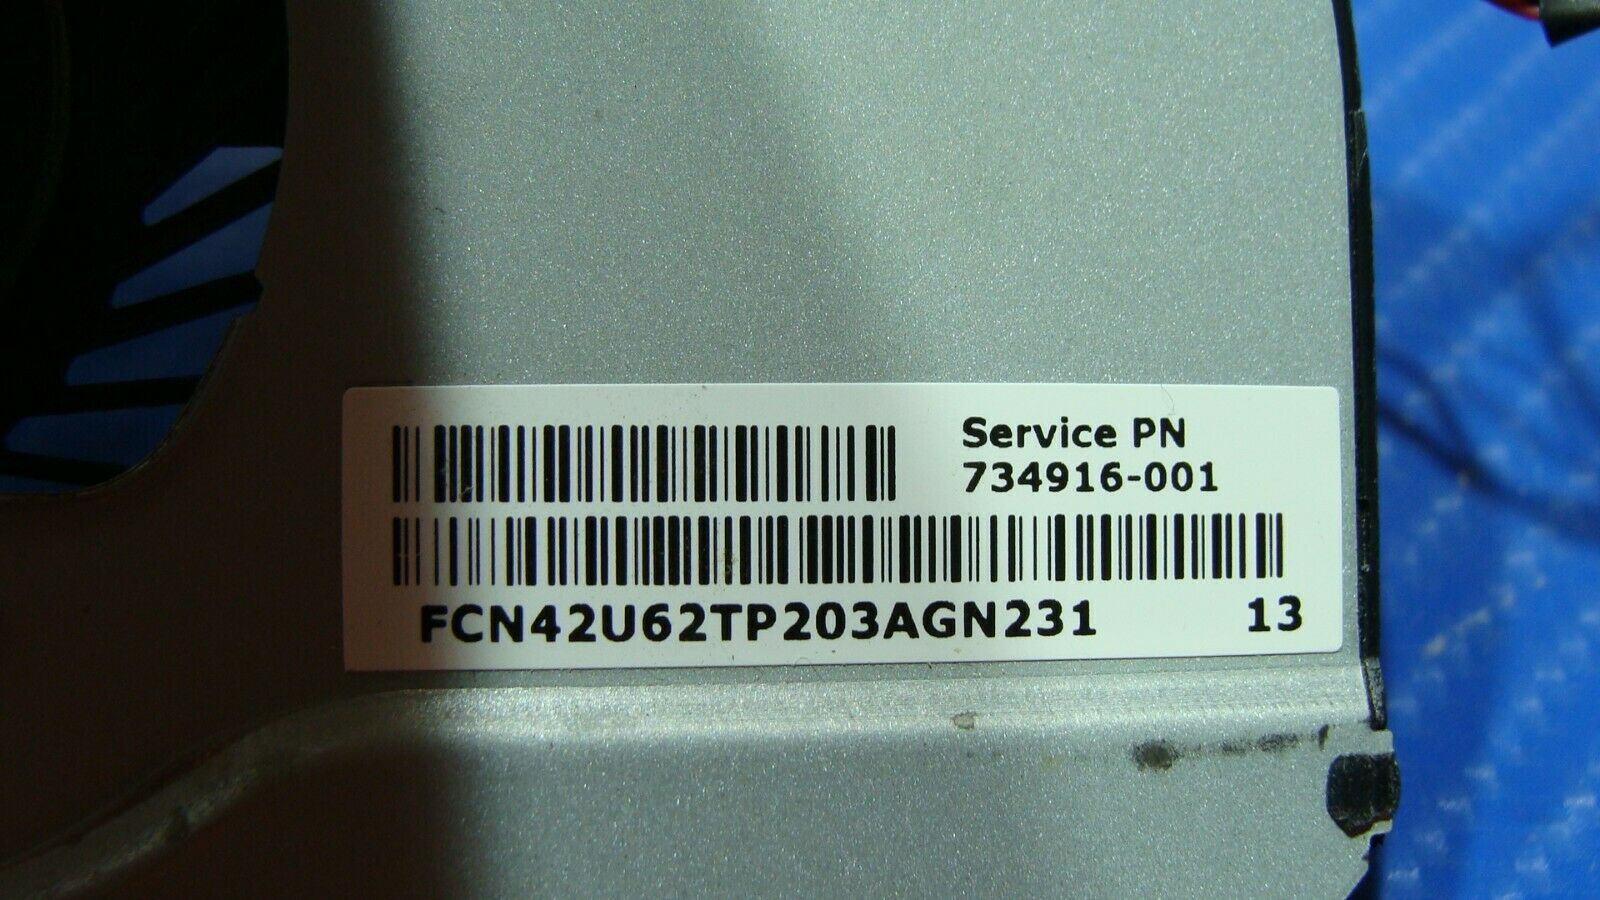 Service PN
734916-001
FCN42U62TP203AGN231 13